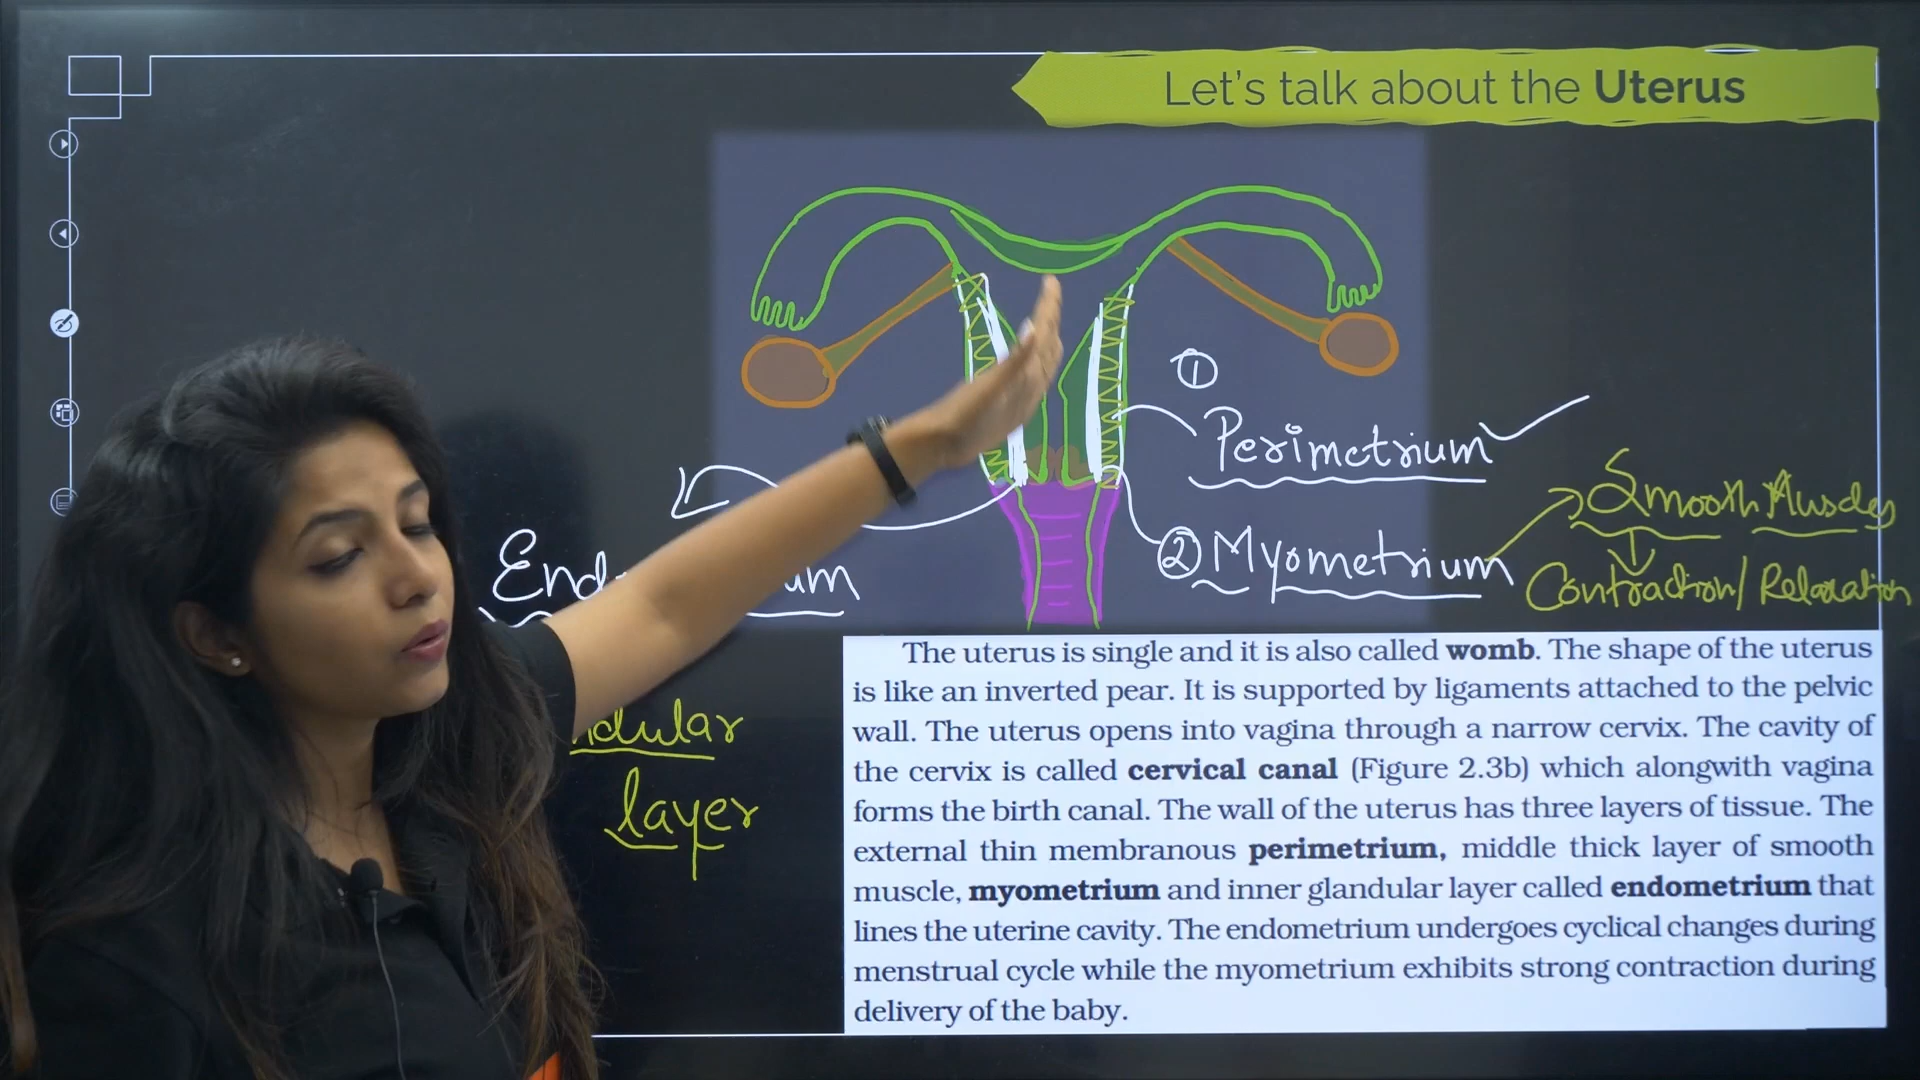 Let's talk about the Uterus
①
Perimetrium
② Myometrium
Smooth Muscles
Contraction/ Relaxation
End um
ndular
layer
The uterus is single and it is also called womb. The shape of the uterus
is like an inverted pear. It is supported by ligaments attached to the pelvic
wall. The uterus opens into vagina through a narrow cervix. The cavity of
the cervix is called cervical canal (Figure 2.3b) which alongwith vagina
forms the birth canal. The wall of the uterus has three layers of tissue. The
external thin membranous perimetrium, middle thick layer of smooth
muscle, myometrium and inner glandular layer called endometrium that
lines the uterine cavity. The endometrium undergoes cyclical changes during
menstrual cycle while the myometrium exhibits strong contraction during
delivery of the baby.